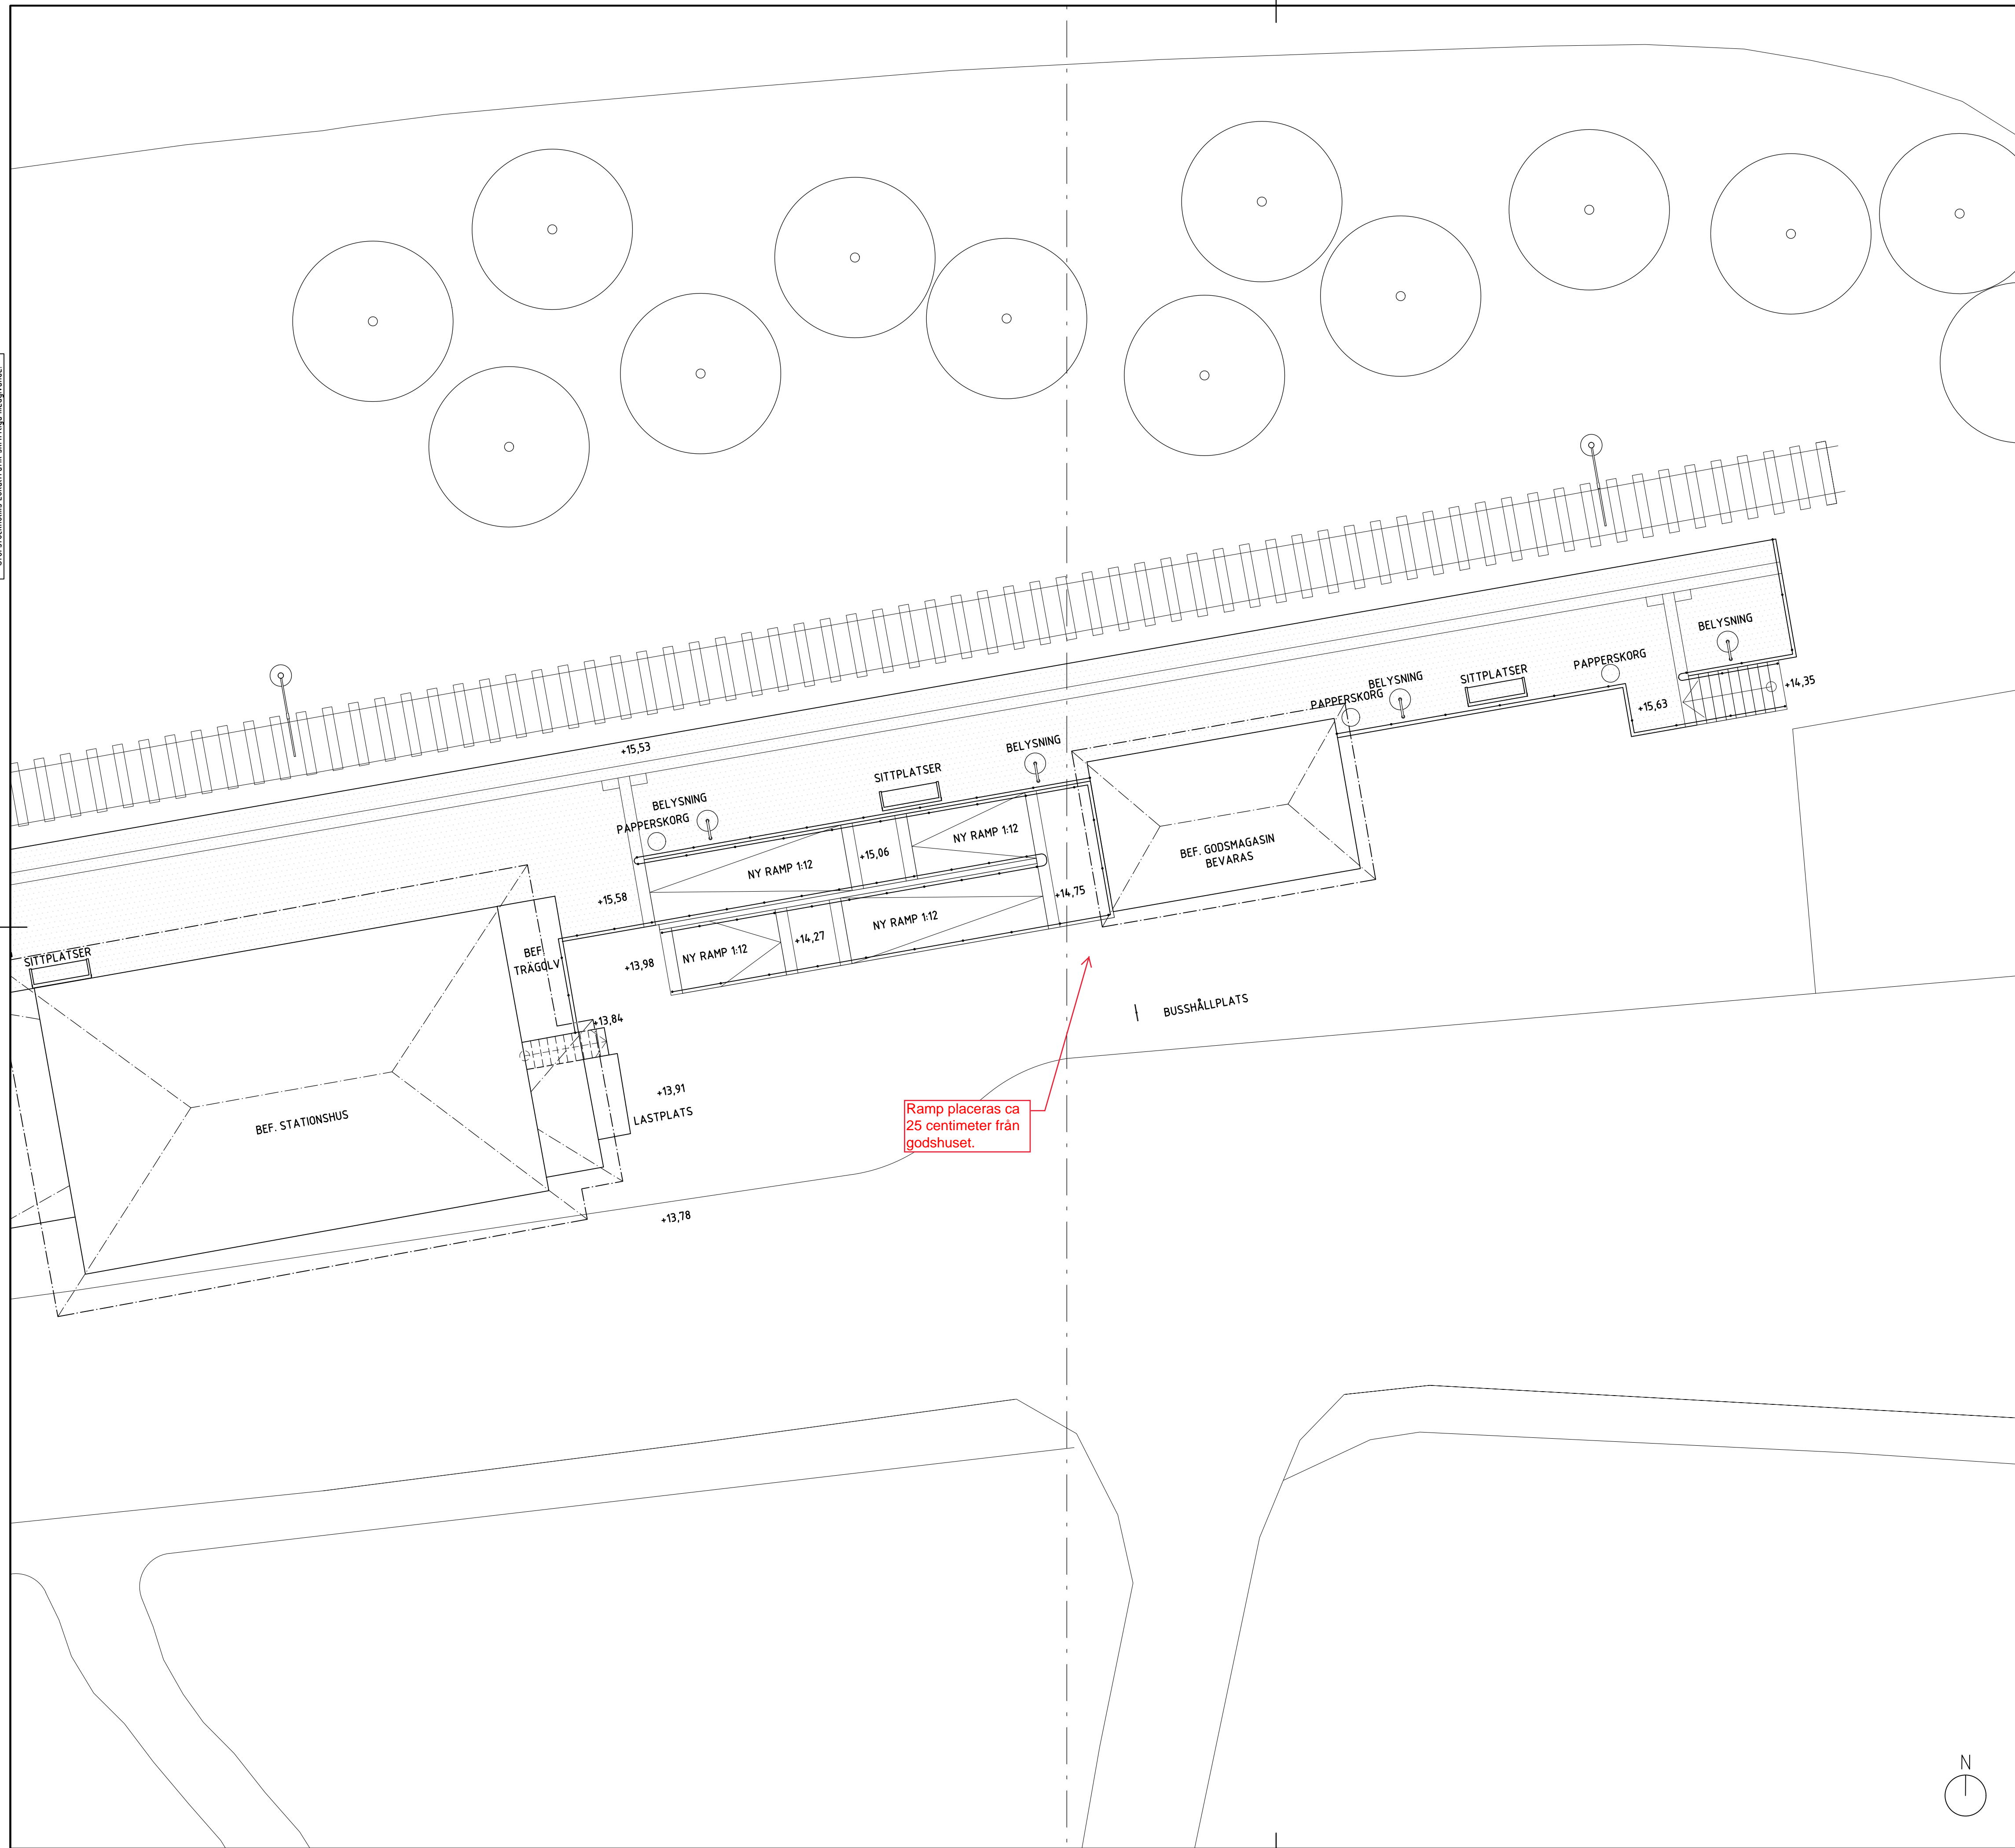 BELYSNING
+14,35
PAPPERSKORG
SITTPLATSER
BELYSNING
PAPPERSKORG
+15,63
+15,53
BELYSNING
SITTPLATSER
BELYSNING
PAPPERSKORG
NY RAMP 1:12
+15,06
NY RAMP 1:12
BEF. GODSMAGASIN
BEVARAS
+15,58
+14,75
NY RAMP 1:12
+14,27
NY RAMP 1:12
+13,98
SITTPLATSER
BEF.
TRÄGOLV
BUSSHÅLLPLATS
+13,84
+13,91
LASTPLATS
BEF. STATIONSHUS
Ramp placeras ca
25 centimeter från
godshuset.
+13,78
N